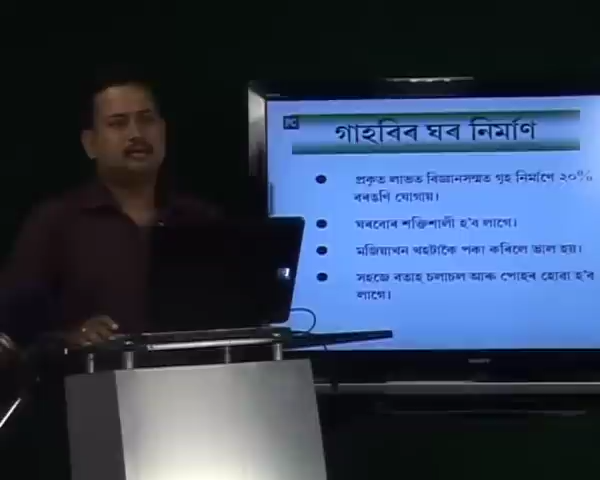 গাহৰিৰ ঘৰ নিৰ্মাণ
প্ৰকৃত লাভত বিজ্ঞানসন্মত গৃহ নিৰ্মাণে ২০%
বৰঙণি যোগায়।
ঘৰবোৰ শক্তিশালী হ'ব লাগে।
মজিয়াখন খহটাকৈ পকা কৰিলে ভাল হয়।
সহজে বতাহ চলাচল আৰু পোহৰ হোৱা হ'ব
লাগে।
SONY